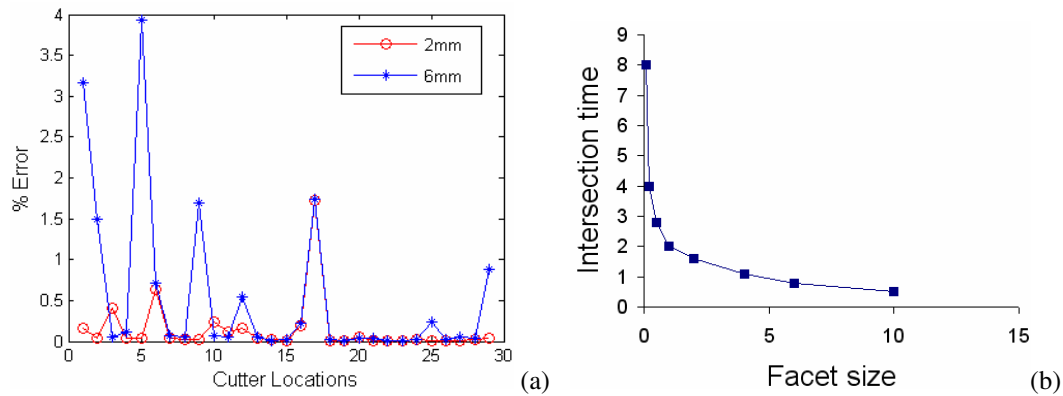 4
3.5
3
2.5
2
1.5
1
0.5
0
% Error
2mm
6mm
0 5 10 15 20 25 30
Cutter Locations
(a)
9
8
7
6
5
4
3
2
1
0
Intersection time
0 5 10 15
Facet size
(b)